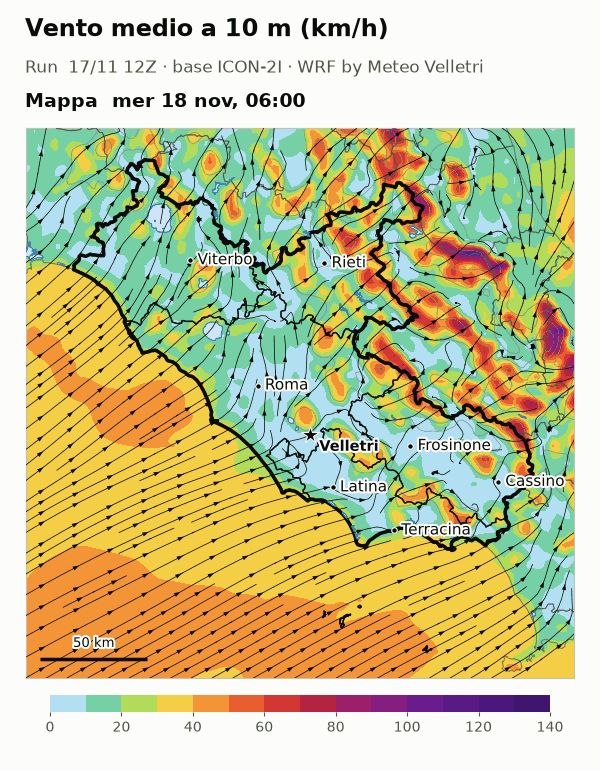 Vento medio a 10 m (km/h)
Run 17/11 12Z · base ICON-2I · WRF by Meteo Velletri
Mappa mer 18 nov, 06:00
Viterbo
Rieti
Roma
Velletri
Frosinone
Cassino
Latina
Terracina
50 km
0 20 40 60 80 100 120 140